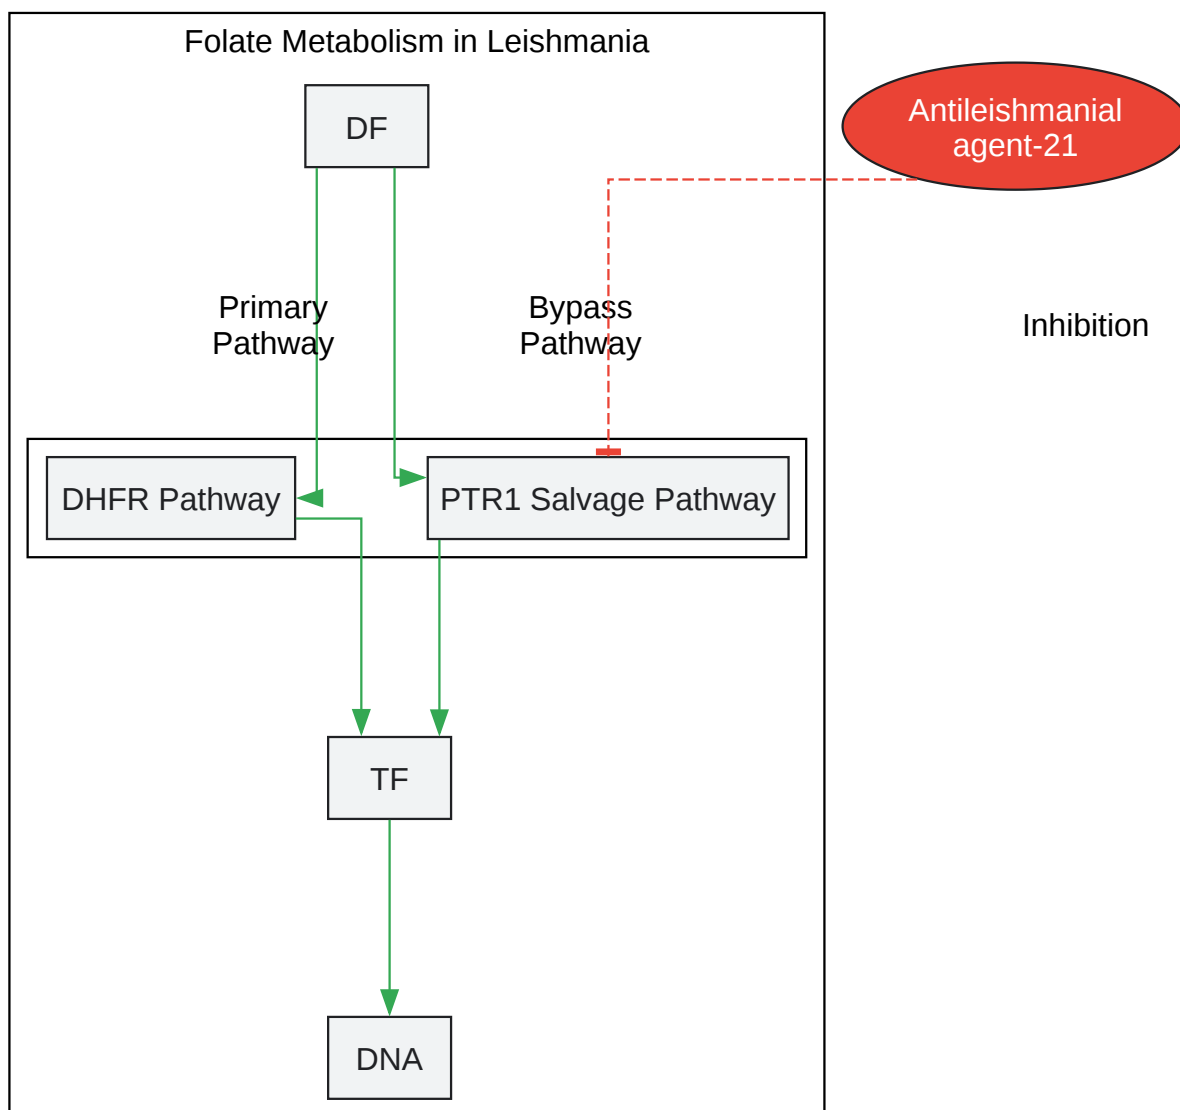 Folate Metabolism in Leishmania
DF
Antileishmanial
agent-21
Primary
Pathway
Bypass
Pathway
Inhibition
DHFR Pathway
PTR1 Salvage Pathway
TF
DNA